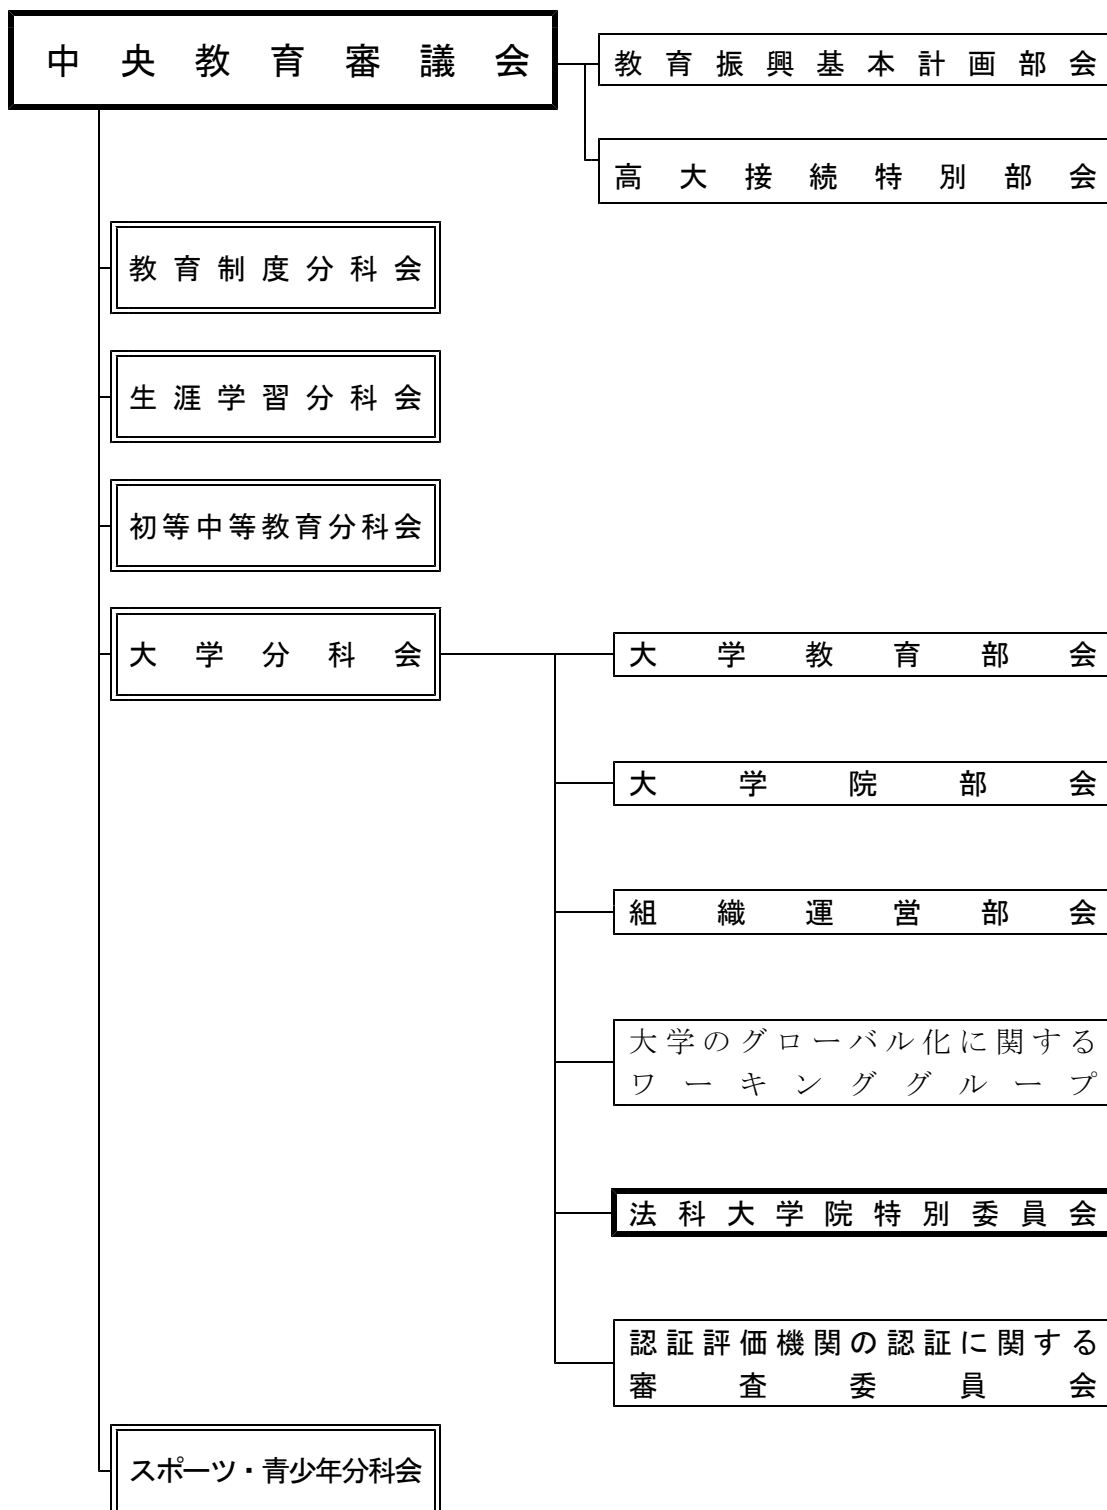 中央教育審議会
教育振興基本計画部会
高大接続特別部会
教育制度分科会
生涯学習分科会
初等中等教育分科会
大学分科会
大学教育部会
大学院部会
組織運営部会
大学のグローバル化に関する
ワーキンググループ
法科大学院特別委員会
認証評価機関の認証に関する
審査委員会
スポーツ・青少年分科会